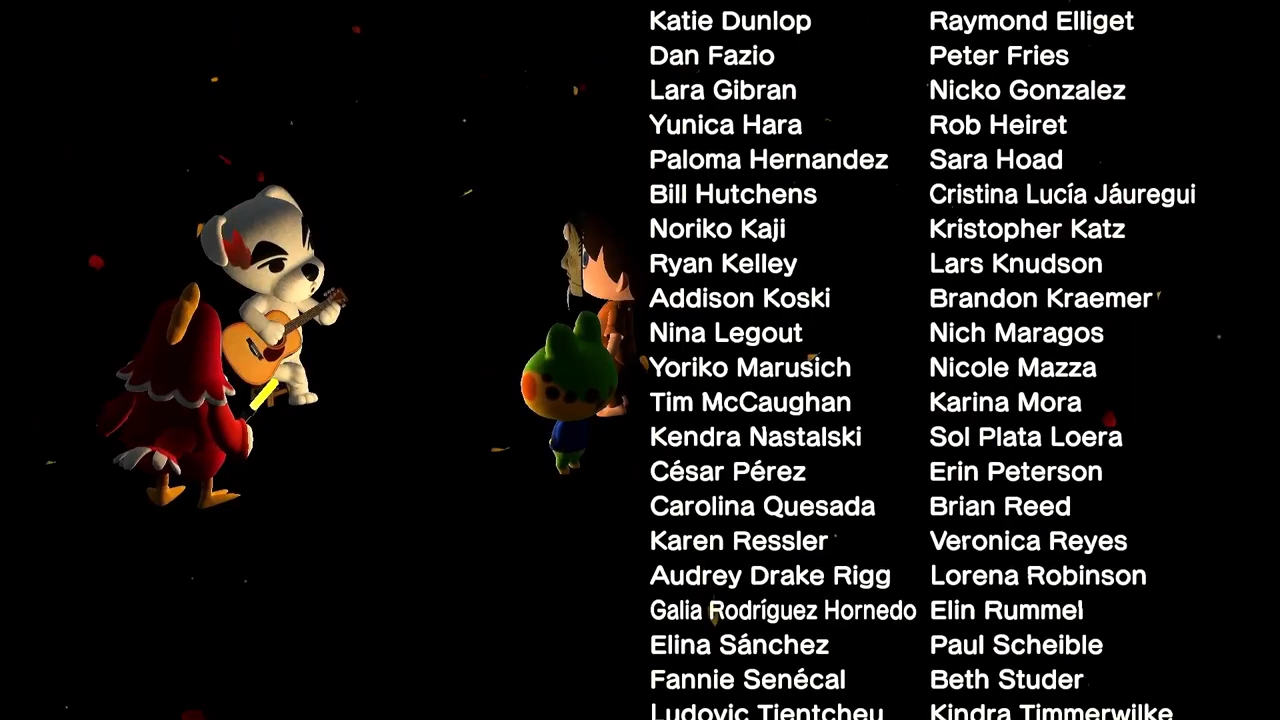 Katie Dunlop
Raymond Elliget
Dan Fazio
Peter Fries
Lara Gibran
Nicko Gonzalez
Yunica Hara
Rob Heiret
Paloma Hernandez
Sara Hoad
Bill Hutchens
Cristina Lucía Jáuregui
Noriko Kaji
Kristopher Katz
Ryan Kelley
Lars Knudson
Addison Koski
Brandon Kraemer
Nina Legout
Nich Maragos
Yoriko Marusich
Nicole Mazza
Tim McCaughan
Karina Mora
Kendra Nastalski
Sol Plata Loera
César Pérez
Erin Peterson
Carolina Quesada
Brian Reed
Karen Ressler
Veronica Reyes
Audrey Drake Rigg
Lorena Robinson
Galia Rodríguez Hornedo
Elin Rummel
Elina Sánchez
Paul Scheible
Fannie Senécal
Beth Studer
Ludovic Tientcheu
Kindra Timmerwilke